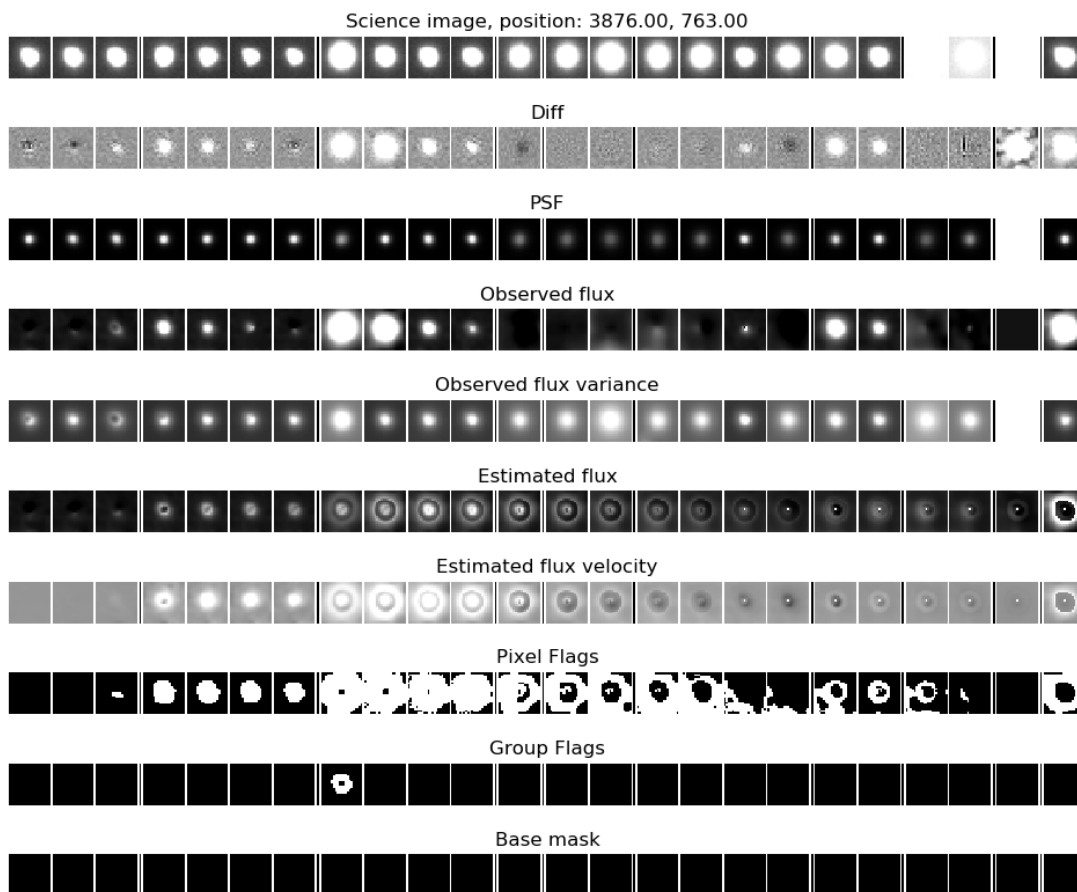 Science image, position: 3876.00, 763.00
Diff
PSF
Observed flux
Observed flux variance
Estimated flux
Estimated flux velocity
Pixel Flags
Group Flags
Base mask